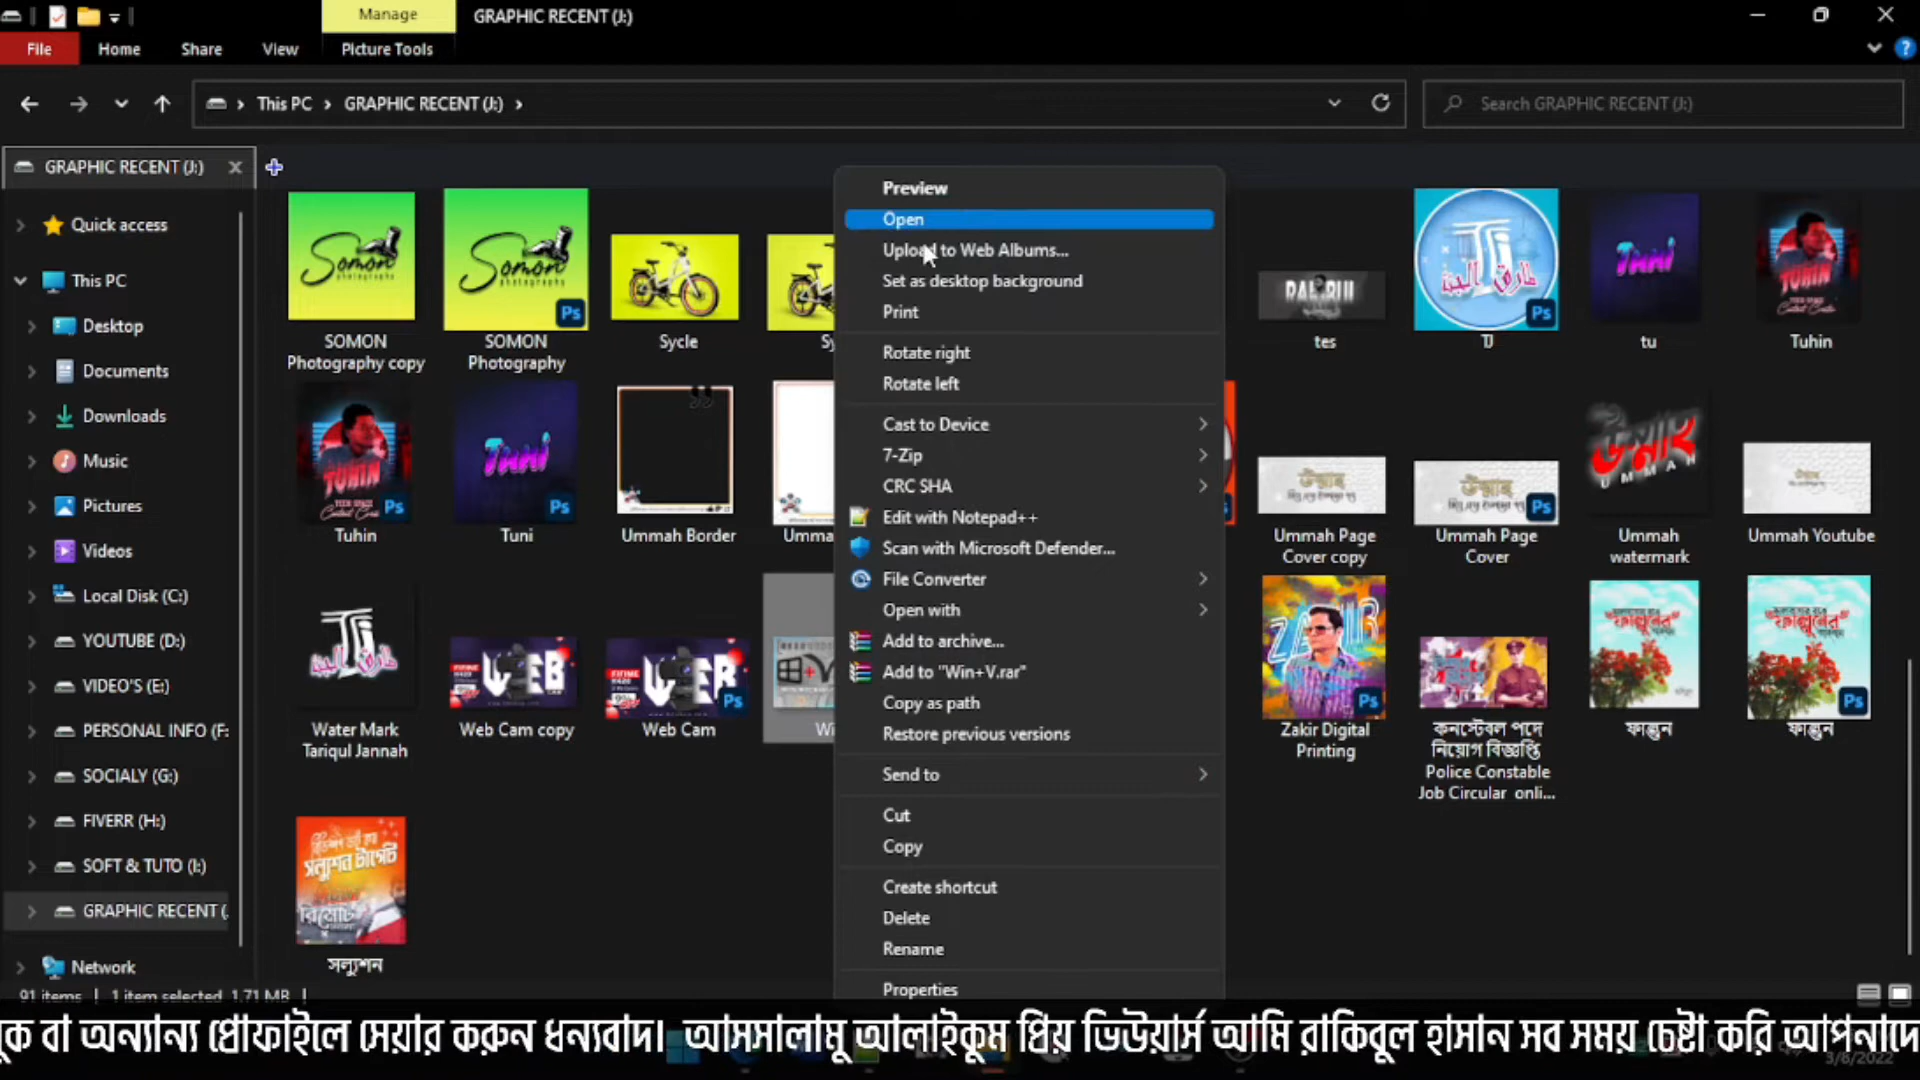 Manage
GRAPHIC RECENT (J:)
File
Home
Share
View
Picture Tools
This PC
GRAPHIC RECENT (J:)
Search GRAPHIC RECENT (J:)
GRAPHIC RECENT (J:)
Quick access
This PC
Desktop
Documents
Downloads
Music
Pictures
Videos
Local Disk (C:)
YOUTUBE (D:)
VIDEO'S (E:)
PERSONAL INFO (F:
SOCIALY (G:)
FIVERR (H:)
SOFT & TUTO (I:)
GRAPHIC RECENT (
Network
SOMON
Photography copy
SOMON
Photography
Sycle
Sy
tes
TJ
tu
Tuhin
Tuhin
Tuni
Ummah Border
Umma
Ummah Page
Cover copy
Ummah Page
Cover
Ummah
watermark
Ummah Youtube
Water Mark
Tariqul Jannah
Web Cam copy
Web Cam
Wi
Zakir Digital
Printing
কনস্টেবল পদে
নিয়োগ বিজ্ঞপ্তি
Police Constable
Job Circular onli...
ফাল্গুন
ফাল্গুন
সল্যুশন
Preview
Open
Upload to Web Albums...
Set as desktop background
Print
Rotate right
Rotate left
Cast to Device
7-Zip
CRC SHA
Edit with Notepad++
Scan with Microsoft Defender...
File Converter
Open with
Add to archive...
Add to "Win+V.rar"
Copy as path
Restore previous versions
Send to
Cut
Copy
Create shortcut
Delete
Rename
Properties
91 items
1 item selected 1.71 MB
ুক বা অন্যান্য প্রোফাইলে সেয়ার করুন ধন্যবাদ। আসসালামু আলাইকুম প্রিয় ভিউয়ার্স আমি রাকিবুল হাসান সব সময় চেষ্টা করি আপনাদে
3/8/2022